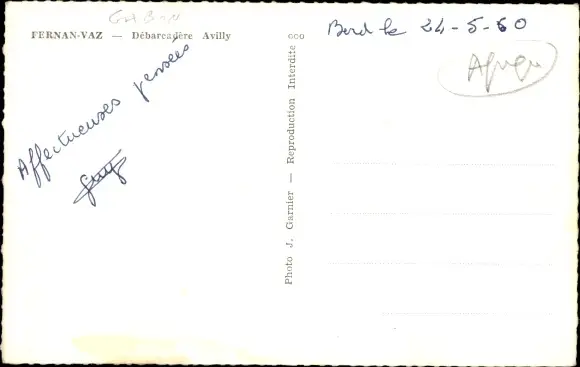 GABON
FERNAN-VAZ — Débarcadère Avilly
Affectueuses pensées
Photo J. Garnier — Reproduction Interdite
Bord le 24-5-60